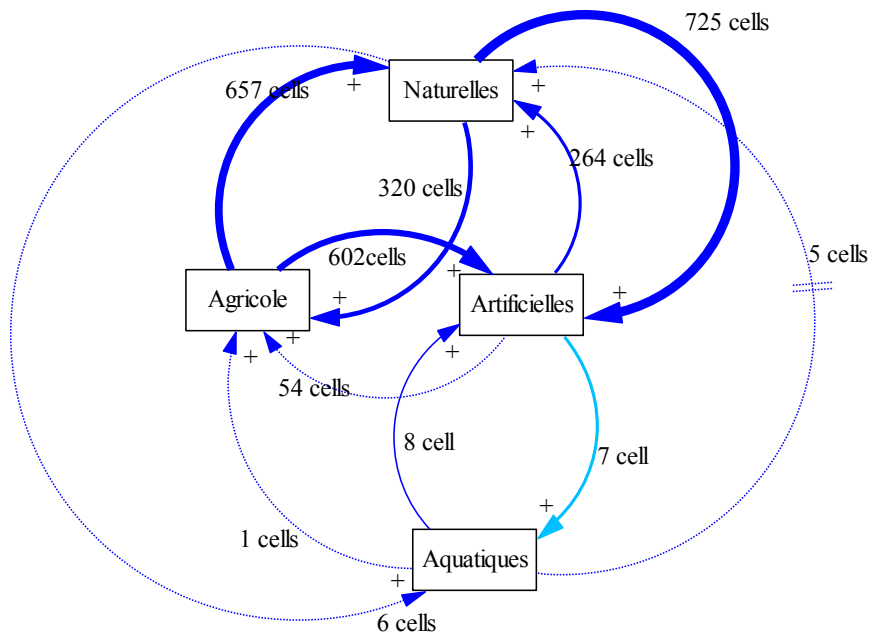 725 cells
Naturelles
+
+
657 cells
+
264 cells
320 cells
602cells
5 cells
+
Agricole
+
Artificielles
+
+
+
+
54 cells
8 cell
7 cell
+
1 cells
Aquatiques
+
6 cells